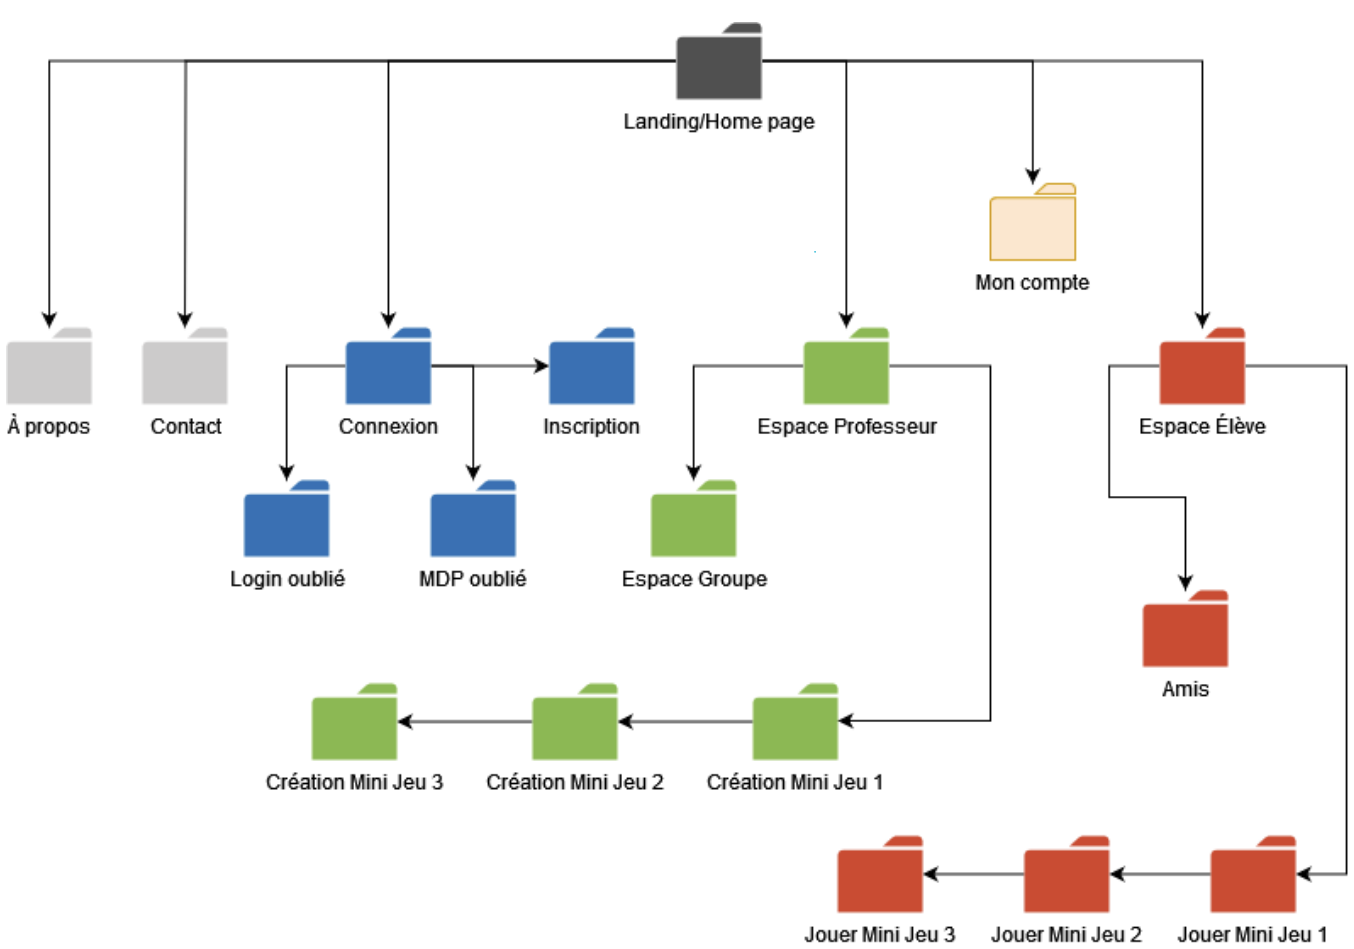 Landing/Home page
Mon compte
À propos
Contact
Connexion
Inscription
Espace Professeur
Espace Élève
Login oublié
MDP oublié
Espace Groupe
Amis
Création Mini Jeu 3
Création Mini Jeu 2
Création Mini Jeu 1
Jouer Mini Jeu 3
Jouer Mini Jeu 2
Jouer Mini Jeu 1